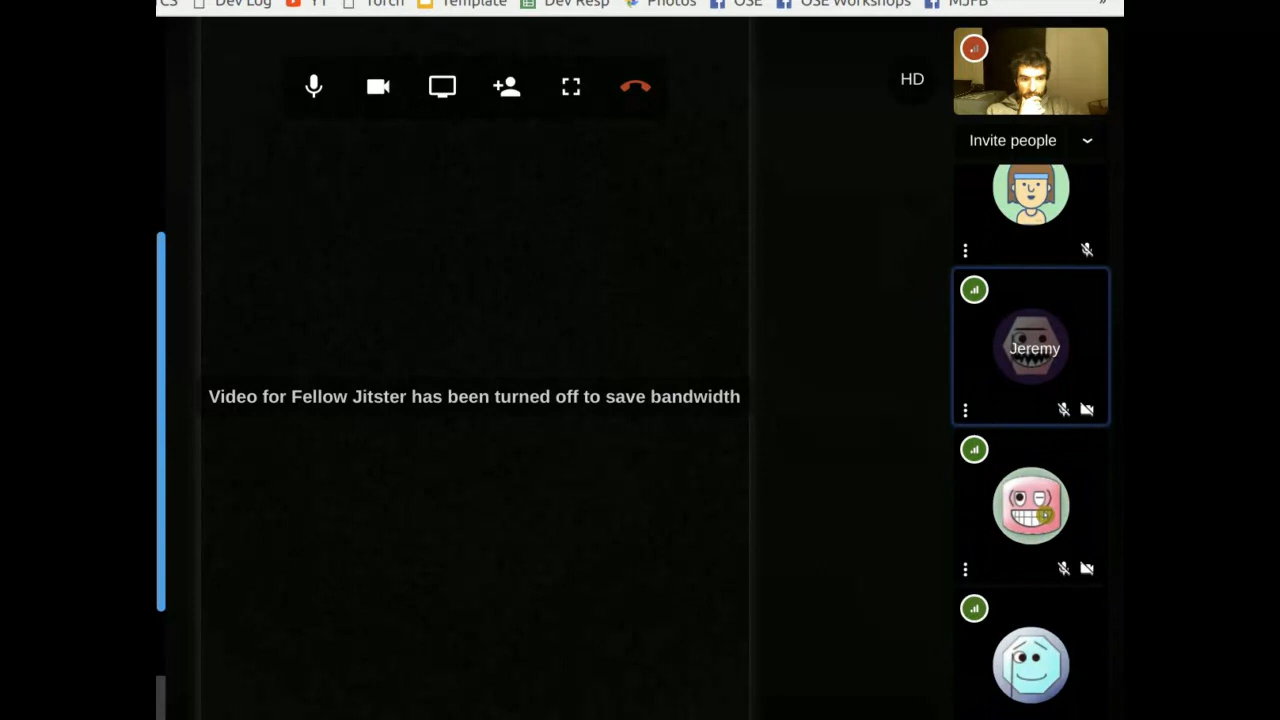 CS Dev Log YT Torch Template Dev Resp Photos OSE OSE Workshops MJFB »
HD
Invite people
Jeremy
Video for Fellow Jitster has been turned off to save bandwidth